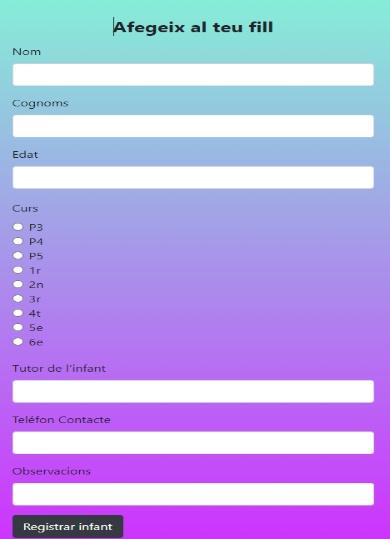 Afegeix al teu fill
Nom
Cognoms
Edat
Curs
P3
P4
P5
1r
2n
3r
4t
5e
6e
Tutor de l'infant
Teléfon Contacte
Observacions
Registrar infant